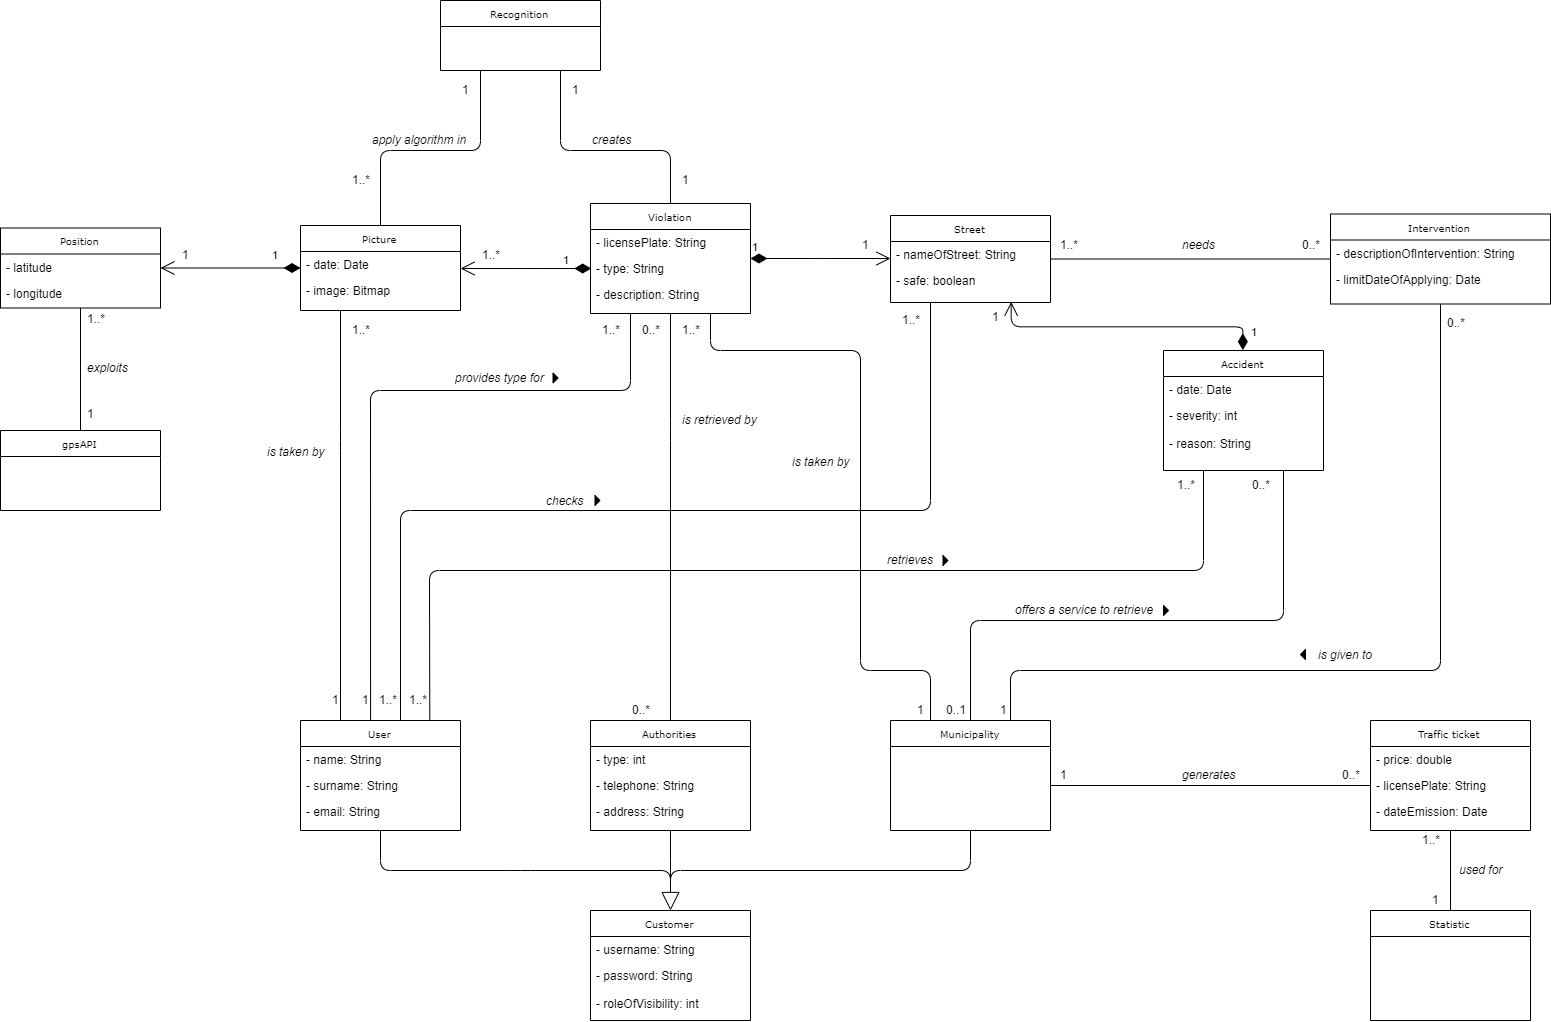 Recognition
1
1
apply algorithm in
creates
1..*
1
Position
- latitude
- longitude
1
1
Picture
- date: Date
- image: Bitmap
1..*
1
Violation
- licensePlate: String
- type: String
- description: String
1
1
Street
- nameOfStreet: String
- safe: boolean
1..*
needs
0..*
Intervention
- descriptionOfIntervention: String
- limitDateOfApplying: Date
1..*
exploits
1
gpsAPI
1..*
1..*
0..*
1..*
1..*
1
1
0..*
Accident
- date: Date
- severity: int
- reason: String
provides type for
is retrieved by
is taken by
is taken by
checks
1..*
0..*
retrieves
offers a service to retrieve
is given to
1
1
1..*
1..*
0..*
1
0..1
1
User
- name: String
- surname: String
- email: String
Authorities
- type: int
- telephone: String
- address: String
Municipality
1
generates
0..*
Traffic ticket
- price: double
- licensePlate: String
- dateEmission: Date
1..*
used for
1
Customer
- username: String
- password: String
- roleOfVisibility: int
Statistic